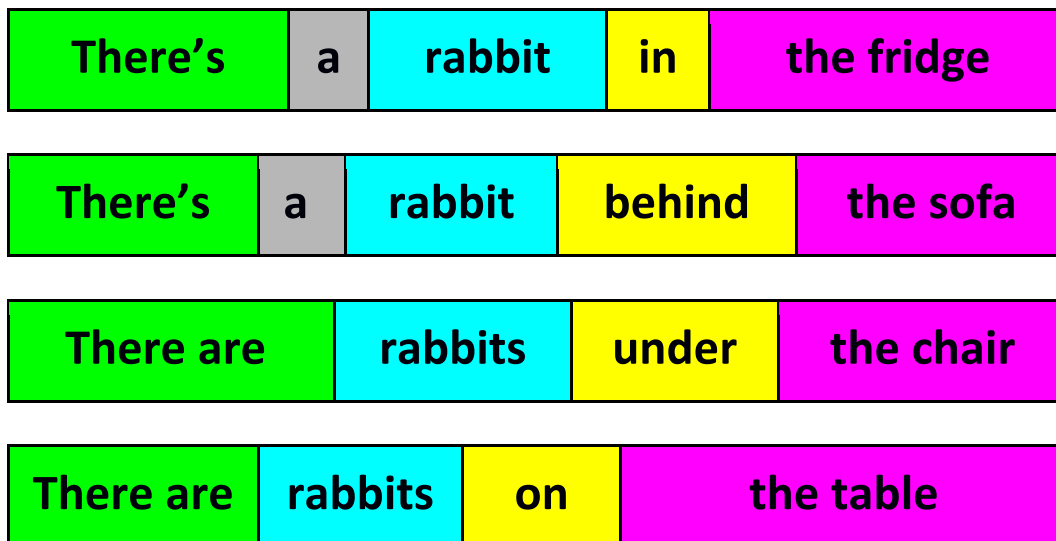 There’s a rabbit in the fridge
There’s a rabbit behind the sofa
There are rabbits under the chair
There are rabbits on the table